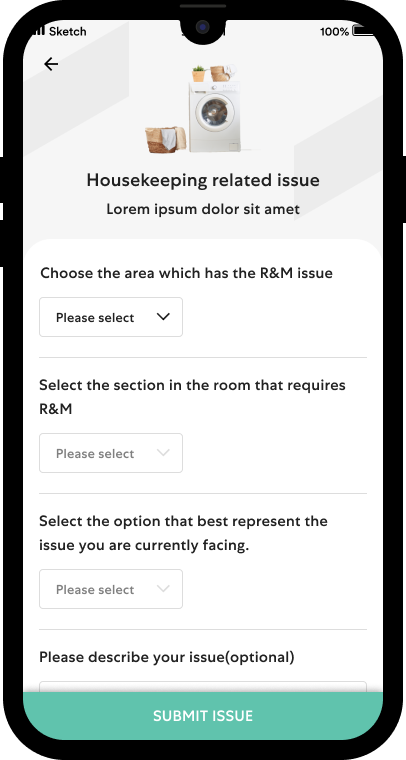 Sketch
100%
Housekeeping related issue
Lorem ipsum dolor sit amet
Choose the area which has the R&M issue
Please select
Select the section in the room that requires
R&M
Please select
Select the option that best represent the
issue you are currently facing.
Please select
Please describe your issue(optional)
SUBMIT ISSUE